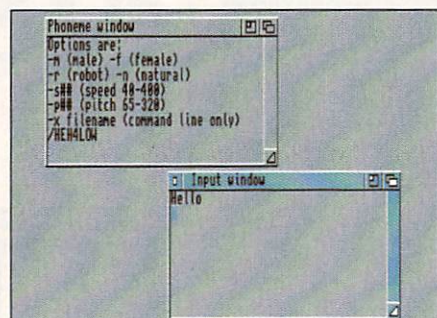 Phoneme window
Options are:
-m (male) -f (female)
-r (robot) -n (natural)
-s## (speed 40-400)
-p## (pitch 65-320)
-x filename (command line only)
/HEH4LOW
Input window
Hello